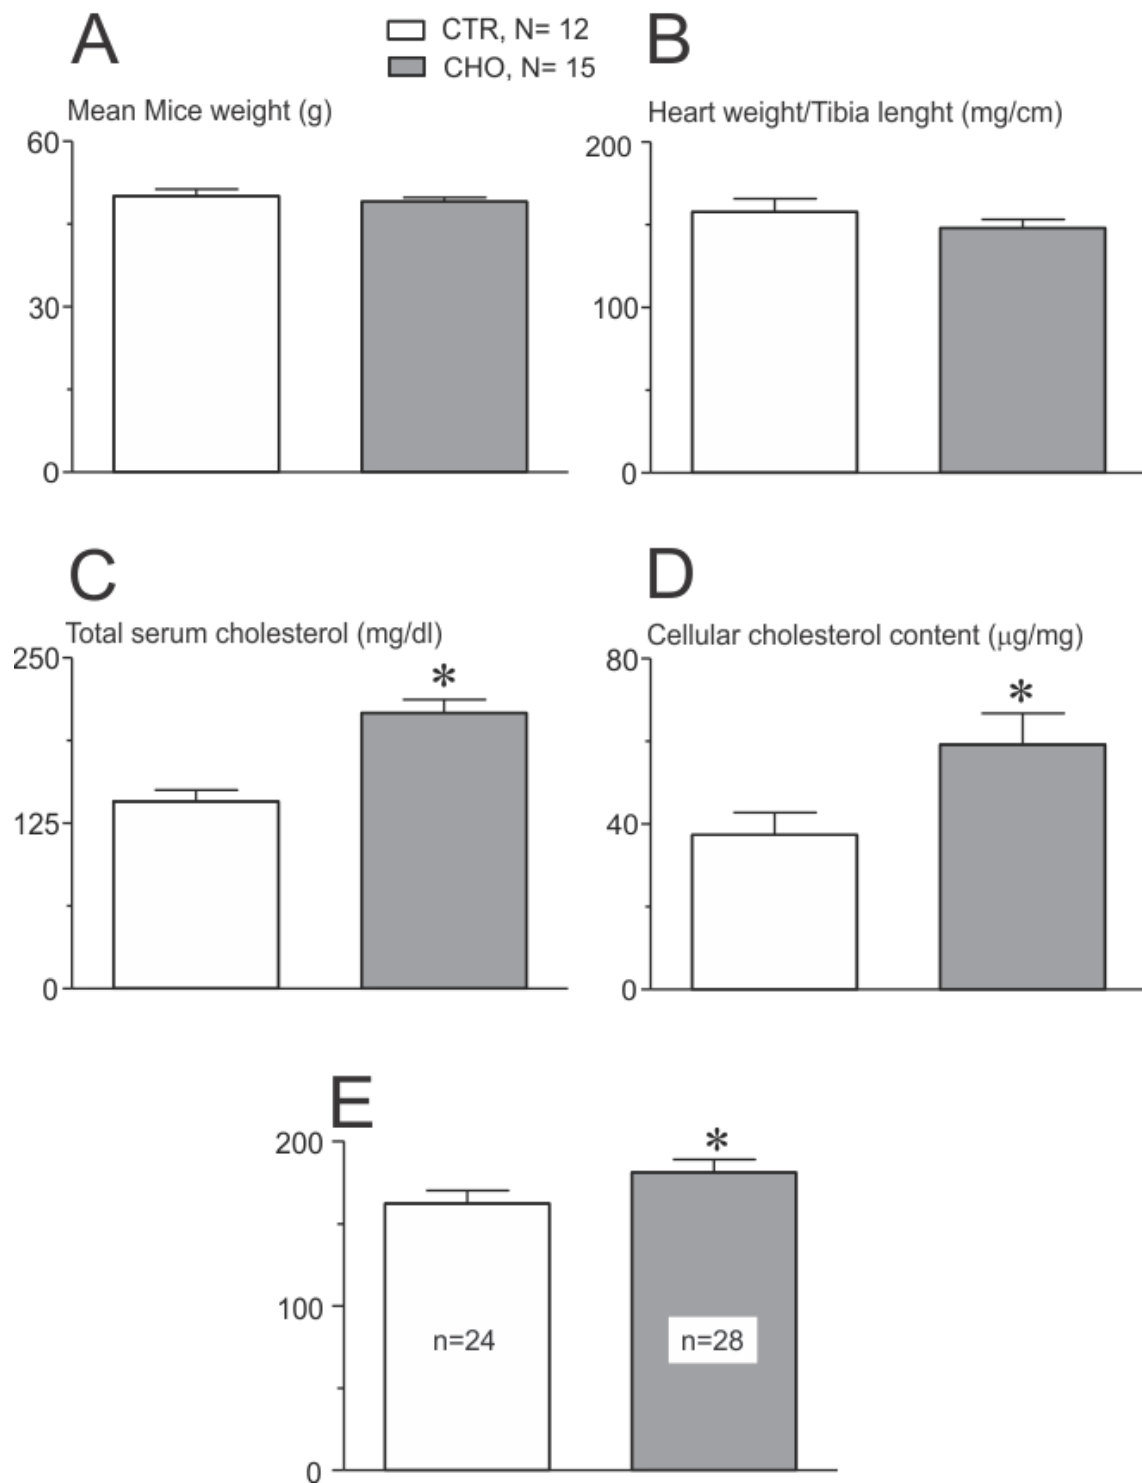 A
CTR, N= 12
CHO, N= 15
B
Mean Mice weight (g)
Heart weight/Tibia lenght (mg/cm)
60
30
0
200
100
0
C
D
Total serum cholesterol (mg/dl)
Cellular cholesterol content (μg/mg)
250
*
125
0
80
*
40
0
E
200
*
100
n=24
n=28
0